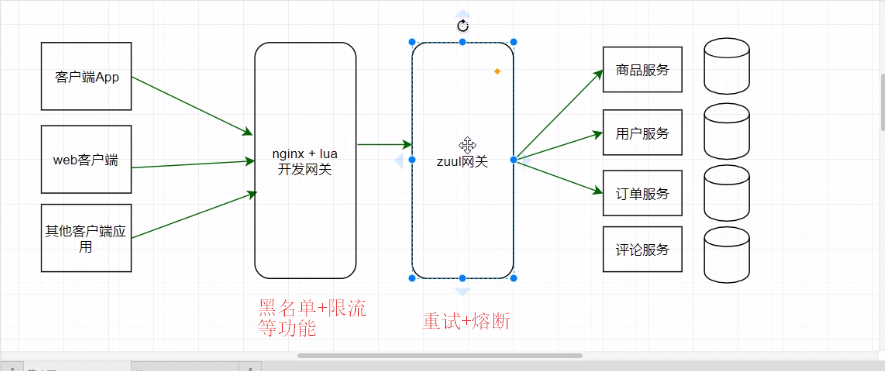 客户端App
web客户端
其他客户端应
用
nginx + lua
开发网关
zuul网关
商品服务
用户服务
订单服务
评论服务
黑名单+限流
等功能
重试+熔断